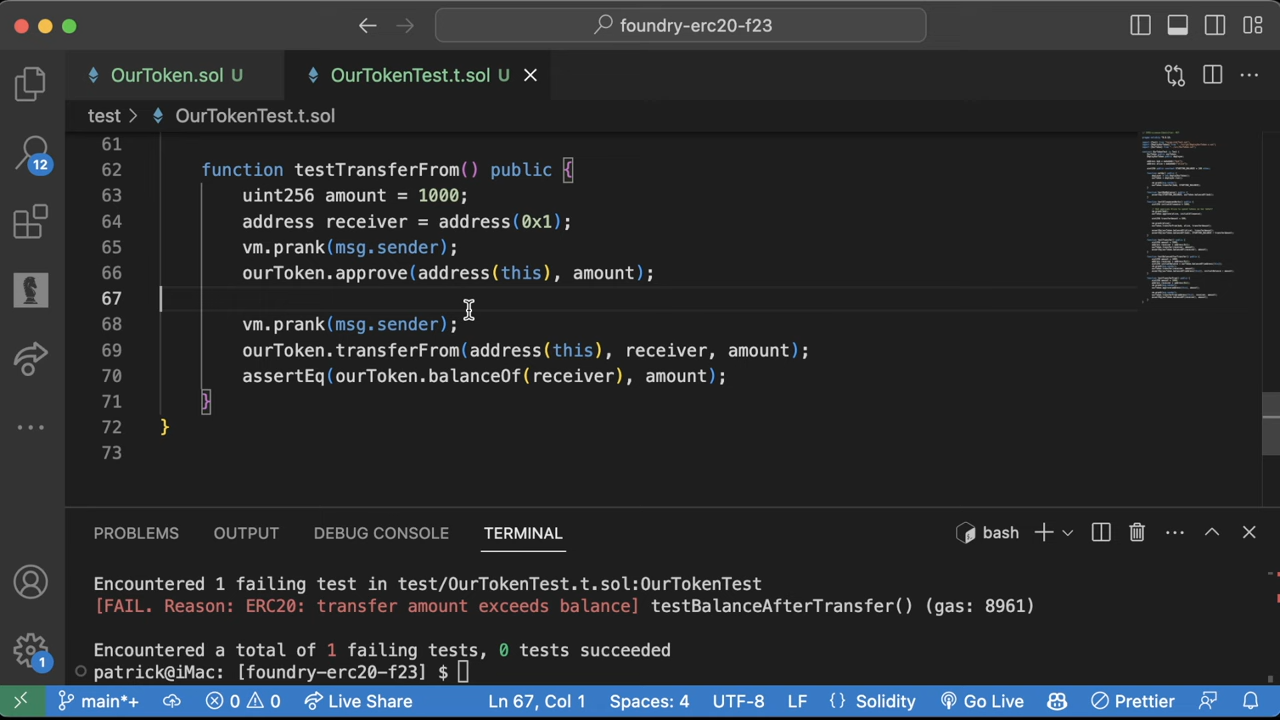 foundry-erc20-f23
OurToken.sol U
OurTokenTest.t.sol U
test > OurTokenTest.t.sol
12
61
62 function testTransferFrom() public {
63 uint256 amount = 1000;
64 address receiver = address(0x1);
65 vm.prank(msg.sender);
66 ourToken.approve(address(this), amount);
67
68 vm.prank(msg.sender);
69 ourToken.transferFrom(address(this), receiver, amount);
70 assertEq(ourToken.balanceOf(receiver), amount);
71 }
72 }
73
PROBLEMS OUTPUT DEBUG CONSOLE TERMINAL bash
Encountered 1 failing test in test/OurTokenTest.t.sol:OurTokenTest
[FAIL. Reason: ERC20: transfer amount exceeds balance] testBalanceAfterTransfer() (gas: 8961)
Encountered a total of 1 failing tests, 0 tests succeeded
patrick@iMac: [foundry-erc20-f23] $
1
main*+ 0 0 Live Share Ln 67, Col 1 Spaces: 4 UTF-8 LF {} Solidity Go Live Prettier